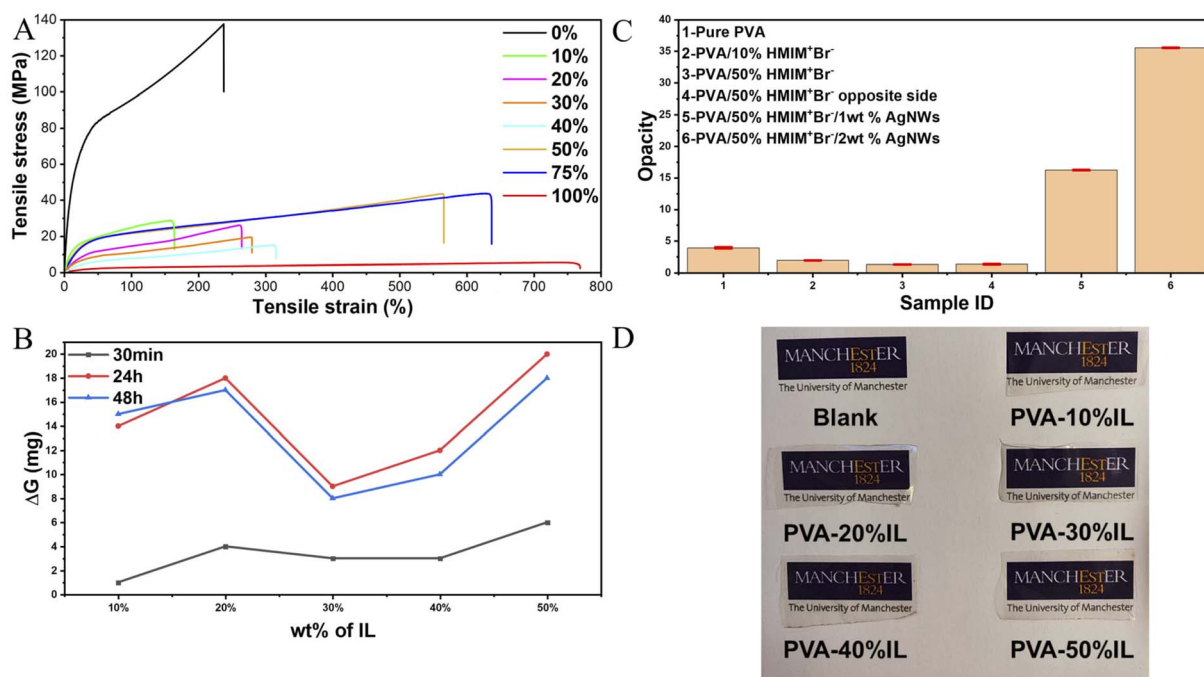 A
Tensile stress (MPa)
140
120
100
80
60
40
20
0
0 100 200 300 400 500 600 700 800
Tensile strain (%)
0%
10%
20%
30%
40%
50%
75%
100%
C
Opacity
40
35
30
25
20
15
10
5
0
1-Pure PVA
2-PVA/10% HMIM⁺Br⁻
3-PVA/50% HMIM⁺Br⁻
4-PVA/50% HMIM⁺Br⁻ opposite side
5-PVA/50% HMIM⁺Br⁻/1wt % AgNWs
6-PVA/50% HMIM⁺Br⁻/2wt % AgNWs
1 2 3 4 5 6
Sample ID
B
ΔG (mg)
20
18
16
14
12
10
8
6
4
2
0
30min
24h
48h
10% 20% 30% 40% 50%
wt% of IL
D
MANCHESTER
1824
The University of Manchester
Blank
MANCHESTER
1824
The University of Manchester
PVA-10%IL
MANCHESTER
1824
The University of Manchester
PVA-20%IL
MANCHESTER
1824
The University of Manchester
PVA-30%IL
MANCHESTER
1824
The University of Manchester
PVA-40%IL
MANCHESTER
1824
The University of Manchester
PVA-50%IL